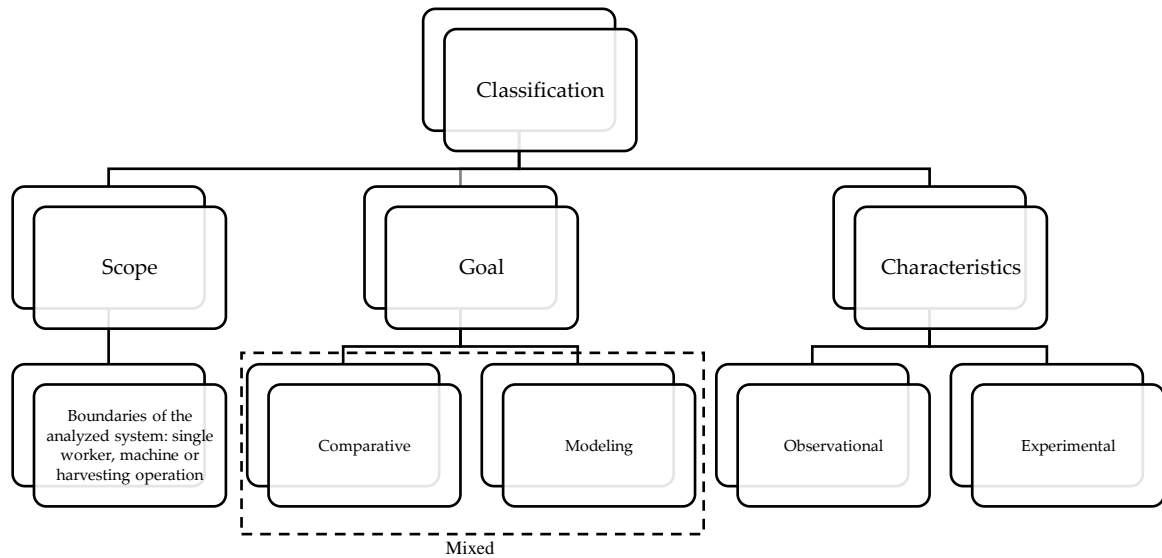 Classification
Scope
Goal
Characteristics
Boundaries of the
analyzed system: single
worker, machine or
harvesting operation
Comparative
Modeling
Observational
Experimental
Mixed